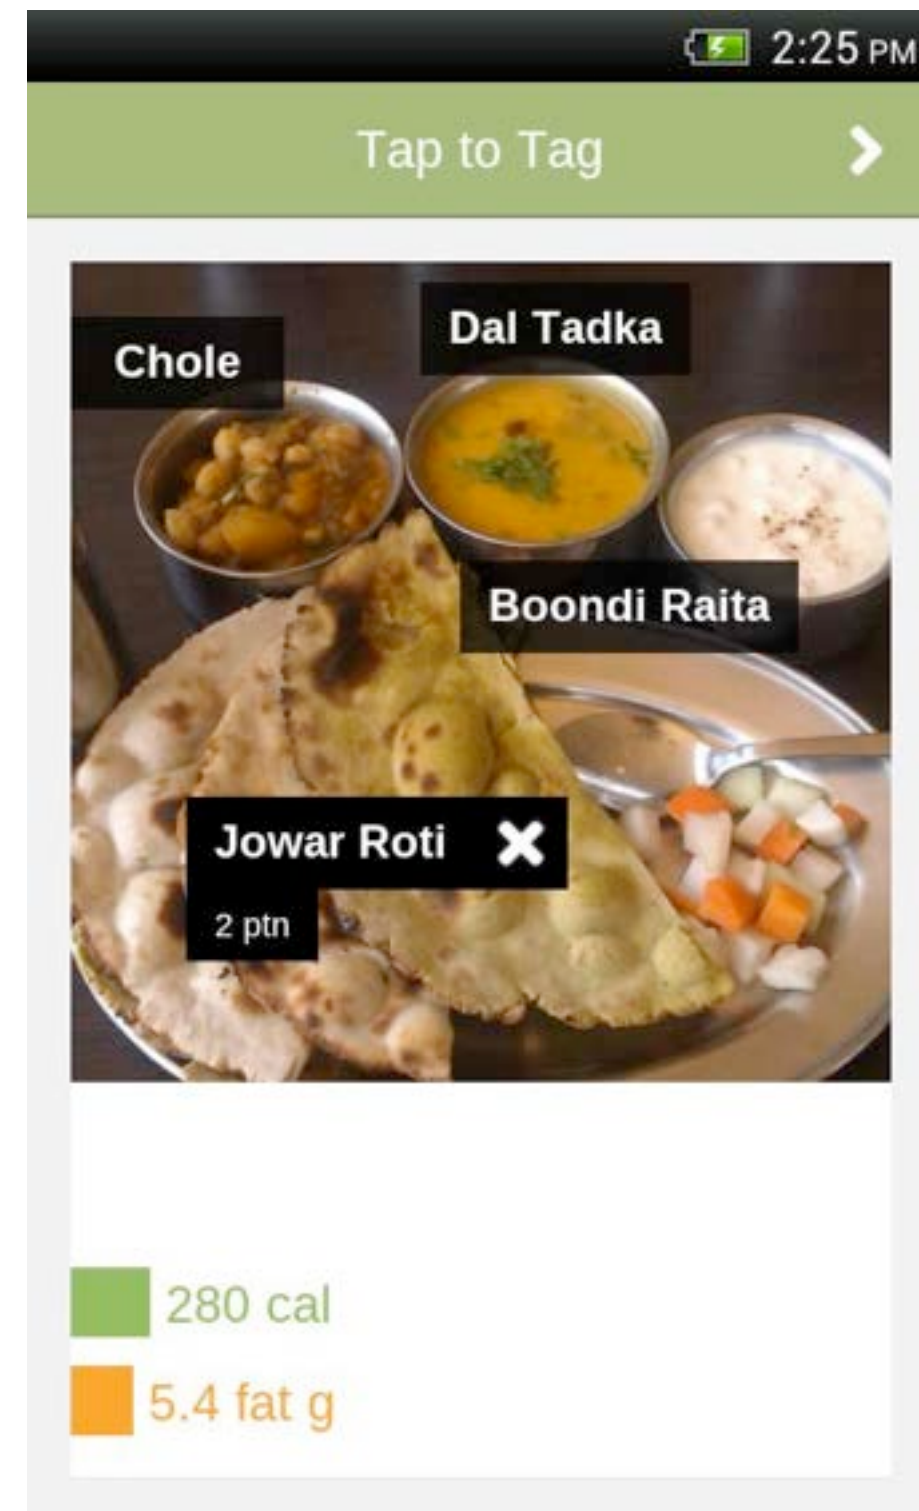 2:25 PM
Tap to Tag
Dal Tadka
Chole
Boondi Raita
Jowar Roti
2 ptn
280 cal
5.4 fat g